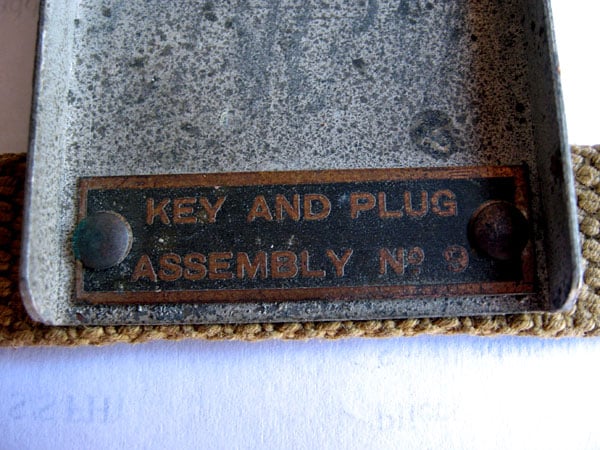 KEY AND PLUG
ASSEMBLY Nº 9